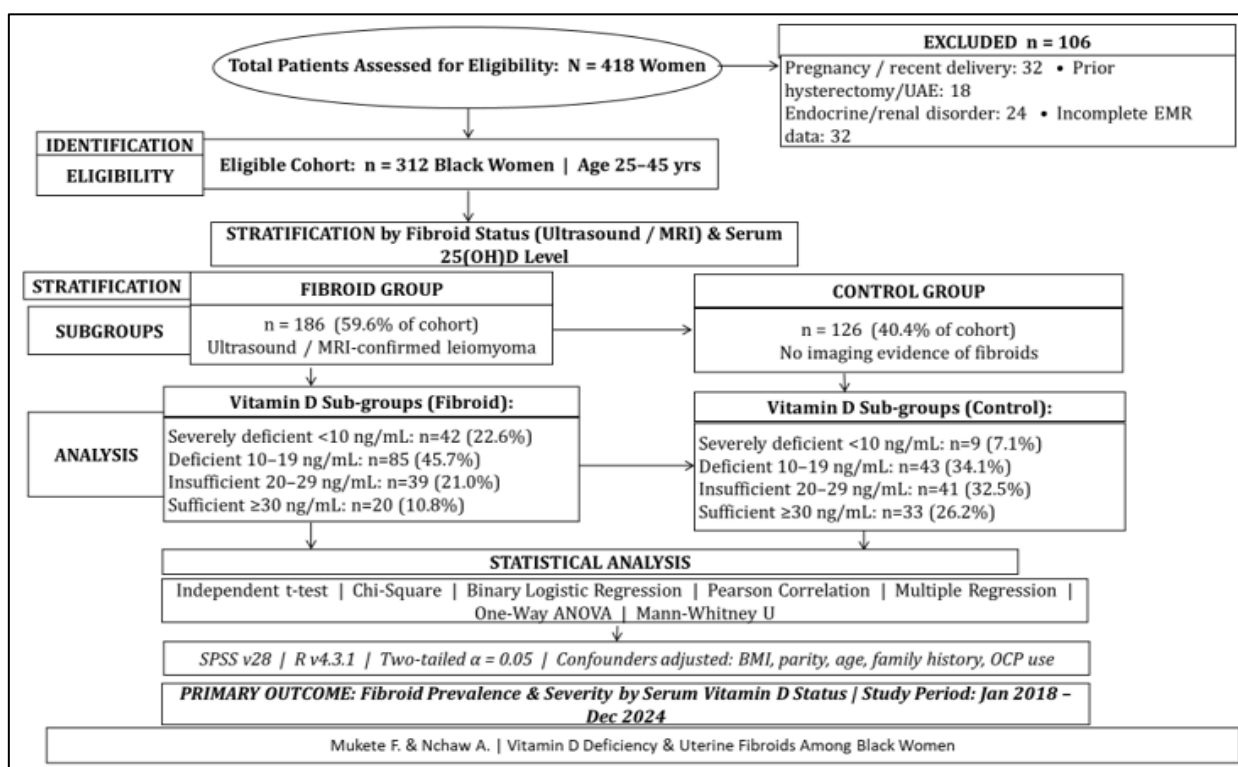 EXCLUDED n = 106
Total Patients Assessed for Eligibility: N = 418 Women
Pregnancy / recent delivery: 32 • Prior
hysterectomy/UAE: 18
Endocrine/renal disorder: 24 • Incomplete EMR
data: 32
IDENTIFICATION
ELIGIBILITY
Eligible Cohort: n = 312 Black Women | Age 25–45 yrs
STRATIFICATION by Fibroid Status (Ultrasound / MRI) & Serum
25(OH)D Level
STRATIFICATION
SUBGROUPS
FIBROID GROUP
n = 186 (59.6% of cohort)
Ultrasound / MRI-confirmed leiomyoma
CONTROL GROUP
n = 126 (40.4% of cohort)
No imaging evidence of fibroids
ANALYSIS
Vitamin D Sub-groups (Fibroid):
Severely deficient <10 ng/mL: n=42 (22.6%)
Deficient 10–19 ng/mL: n=85 (45.7%)
Insufficient 20–29 ng/mL: n=39 (21.0%)
Sufficient ≥30 ng/mL: n=20 (10.8%)
Vitamin D Sub-groups (Control):
Severely deficient <10 ng/mL: n=9 (7.1%)
Deficient 10–19 ng/mL: n=43 (34.1%)
Insufficient 20–29 ng/mL: n=41 (32.5%)
Sufficient ≥30 ng/mL: n=33 (26.2%)
STATISTICAL ANALYSIS
Independent t-test | Chi-Square | Binary Logistic Regression | Pearson Correlation | Multiple Regression |
One-Way ANOVA | Mann-Whitney U
SPSS v28 | R v4.3.1 | Two-tailed α = 0.05 | Confounders adjusted: BMI, parity, age, family history, OCP use
PRIMARY OUTCOME: Fibroid Prevalence & Severity by Serum Vitamin D Status | Study Period: Jan 2018 –
Dec 2024
Mukete F. & Nchaw A. | Vitamin D Deficiency & Uterine Fibroids Among Black Women